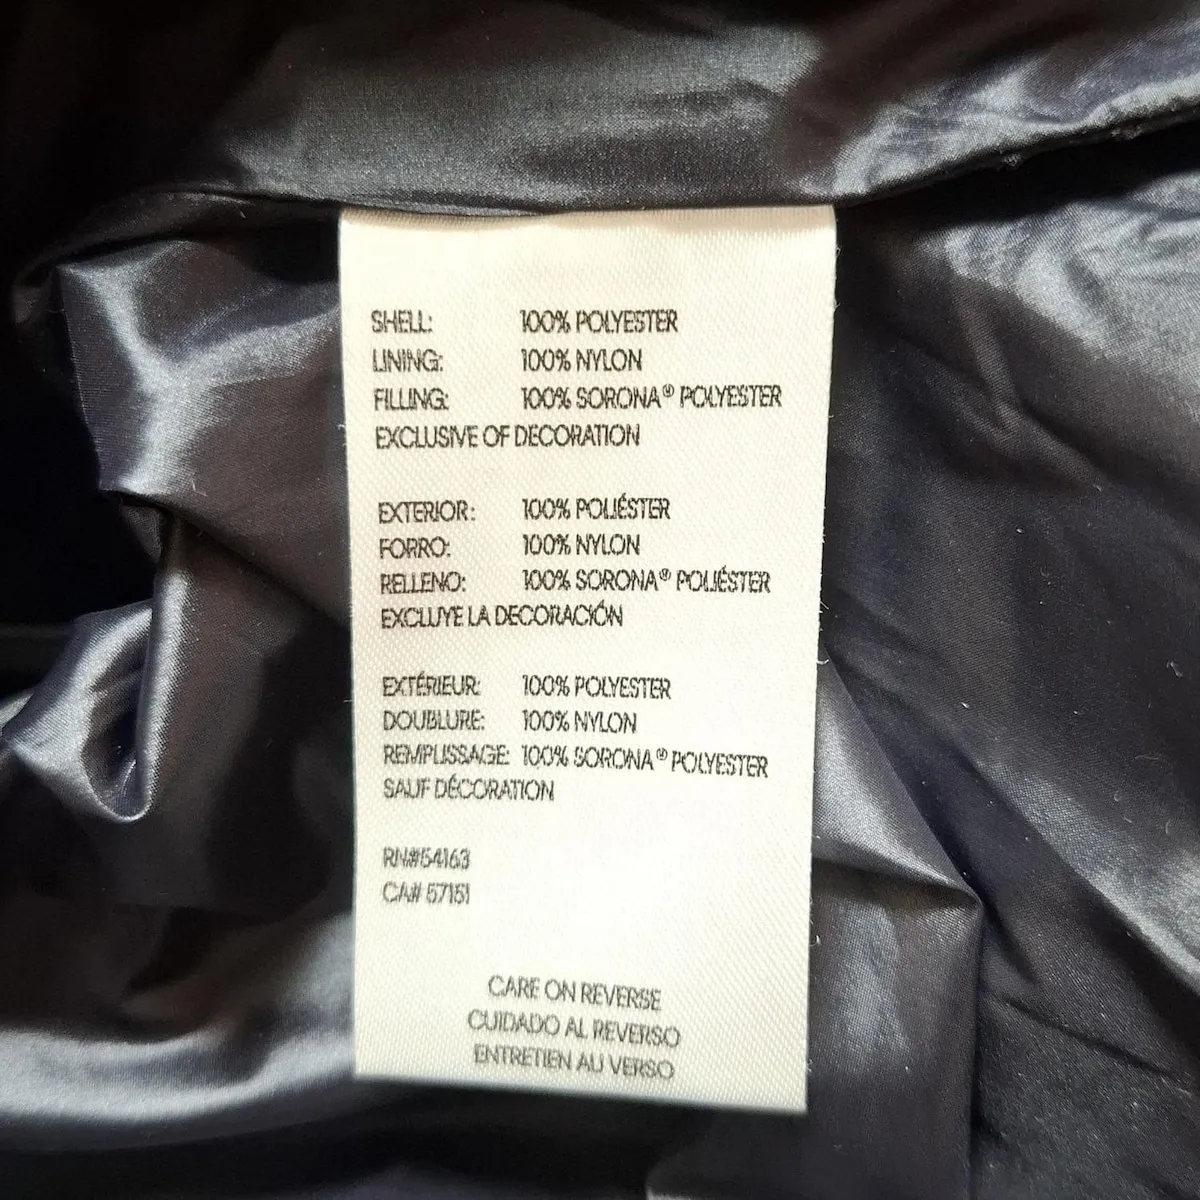 SHELL: 100% POLYESTER
LINING: 100% NYLON
FILLING: 100% SORONA® POLYESTER
EXCLUSIVE OF DECORATION
EXTERIOR: 100% POLIÉSTER
FORRO: 100% NYLON
RELLENO: 100% SORONA® POLIÉSTER
EXCLUYE LA DECORACIÓN
EXTÉRIEUR: 100% POLYESTER
DOUBLURE: 100% NYLON
REMPLISSAGE: 100% SORONA® POLYESTER
SAUF DÉCORATION
RN#54163
CA# 57151
CARE ON REVERSE
CUIDADO AL REVERSO
ENTRETIEN AU VERSO